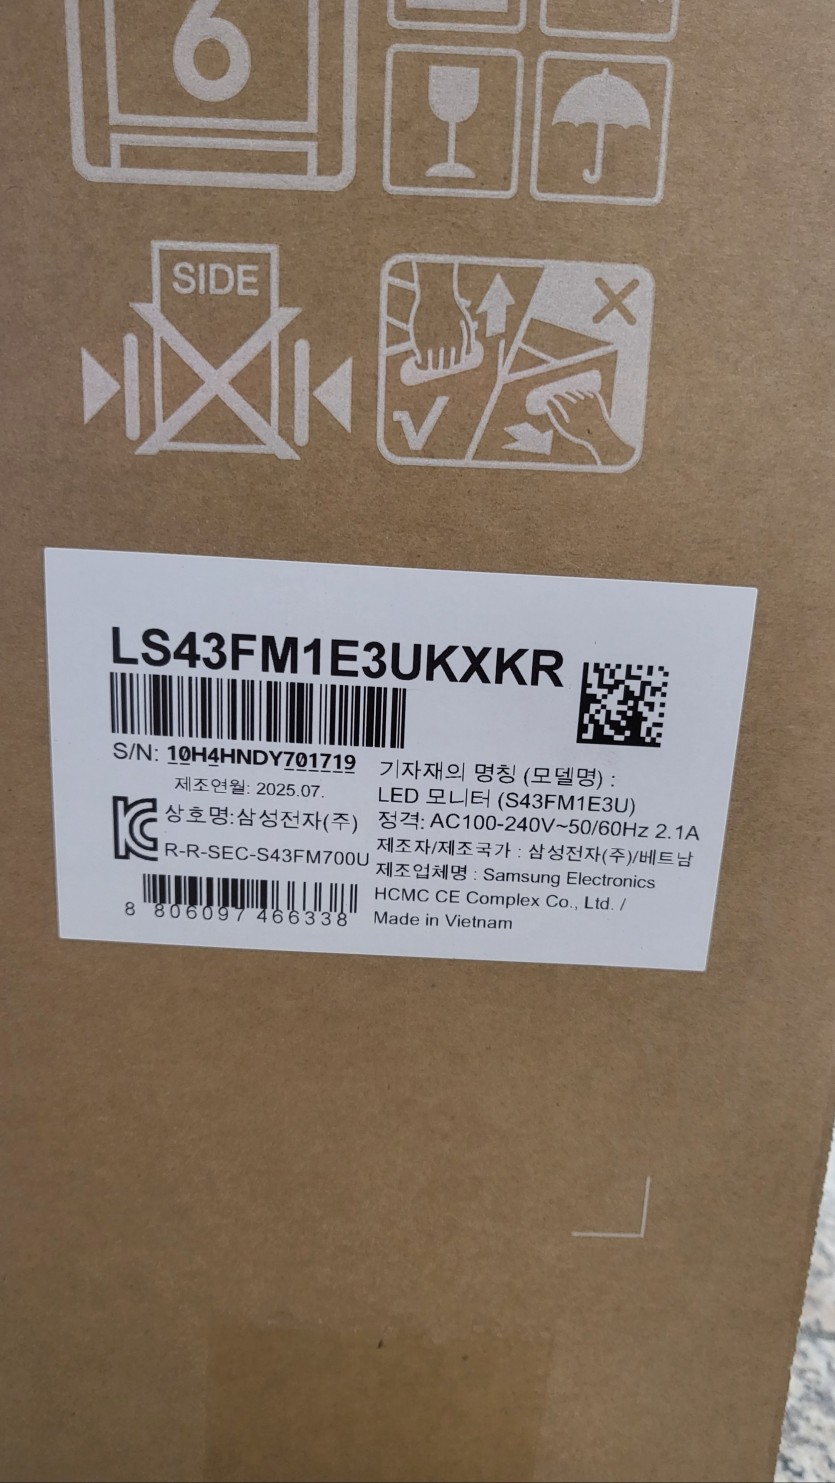 6
SIDE
LS43FM1E3UKXKR
S/N: 10H4HNDY701719
제조연월: 2025.07.
상호명:삼성전자(주)
R-R-SEC-S43FM700U
8 806097 466338
기자재의 명칭 (모델명) :
LED 모니터 (S43FM1E3U)
정격: AC100-240V~50/60Hz 2.1A
제조자/제조국가 : 삼성전자(주)/베트남
제조업체명 : Samsung Electronics
HCMC CE Complex Co., Ltd. /
Made in Vietnam